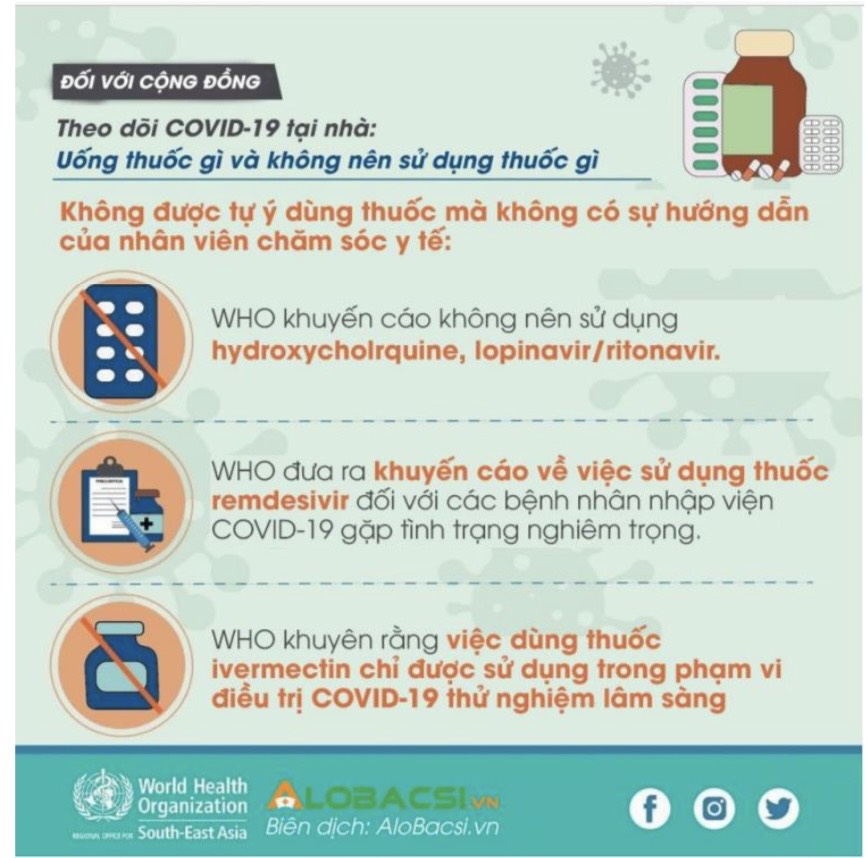 ĐỐI VỚI CỘNG ĐỒNG
Theo dõi COVID-19 tại nhà:
Uống thuốc gì và không nên sử dụng thuốc gì
Không được tự ý dùng thuốc mà không có sự hướng dẫn
của nhân viên chăm sóc y tế:
WHO khuyến cáo không nên sử dụng
hydroxycholrquine, lopinavir/ritonavir.
WHO đưa ra khuyến cáo về việc sử dụng thuốc
remdesivir đối với các bệnh nhân nhập viện
COVID-19 gặp tình trạng nghiêm trọng.
WHO khuyên rằng việc dùng thuốc
ivermectin chỉ được sử dụng trong phạm vi
điều trị COVID-19 thử nghiệm lâm sàng
World Health
Organization
REGIONAL OFFICE FOR South-East Asia
ALOBACSI.VN
Biên dịch: AloBacsi.vn